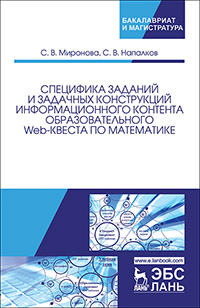 БАКАЛАВРИАТ
И МАГИСТРАТУРА
С. В. Миронова, С. В. Напалков
СПЕЦИФИКА ЗАДАНИЙ
И ЗАДАЧНЫХ КОНСТРУКЦИЙ
ИНФОРМАЦИОННОГО КОНТЕНТА
ОБРАЗОВАТЕЛЬНОГО
Web-КВЕСТА ПО МАТЕМАТИКЕ
www.e.lanbook.com
ЭБС
ЛАНЬ
ЛАНЬ